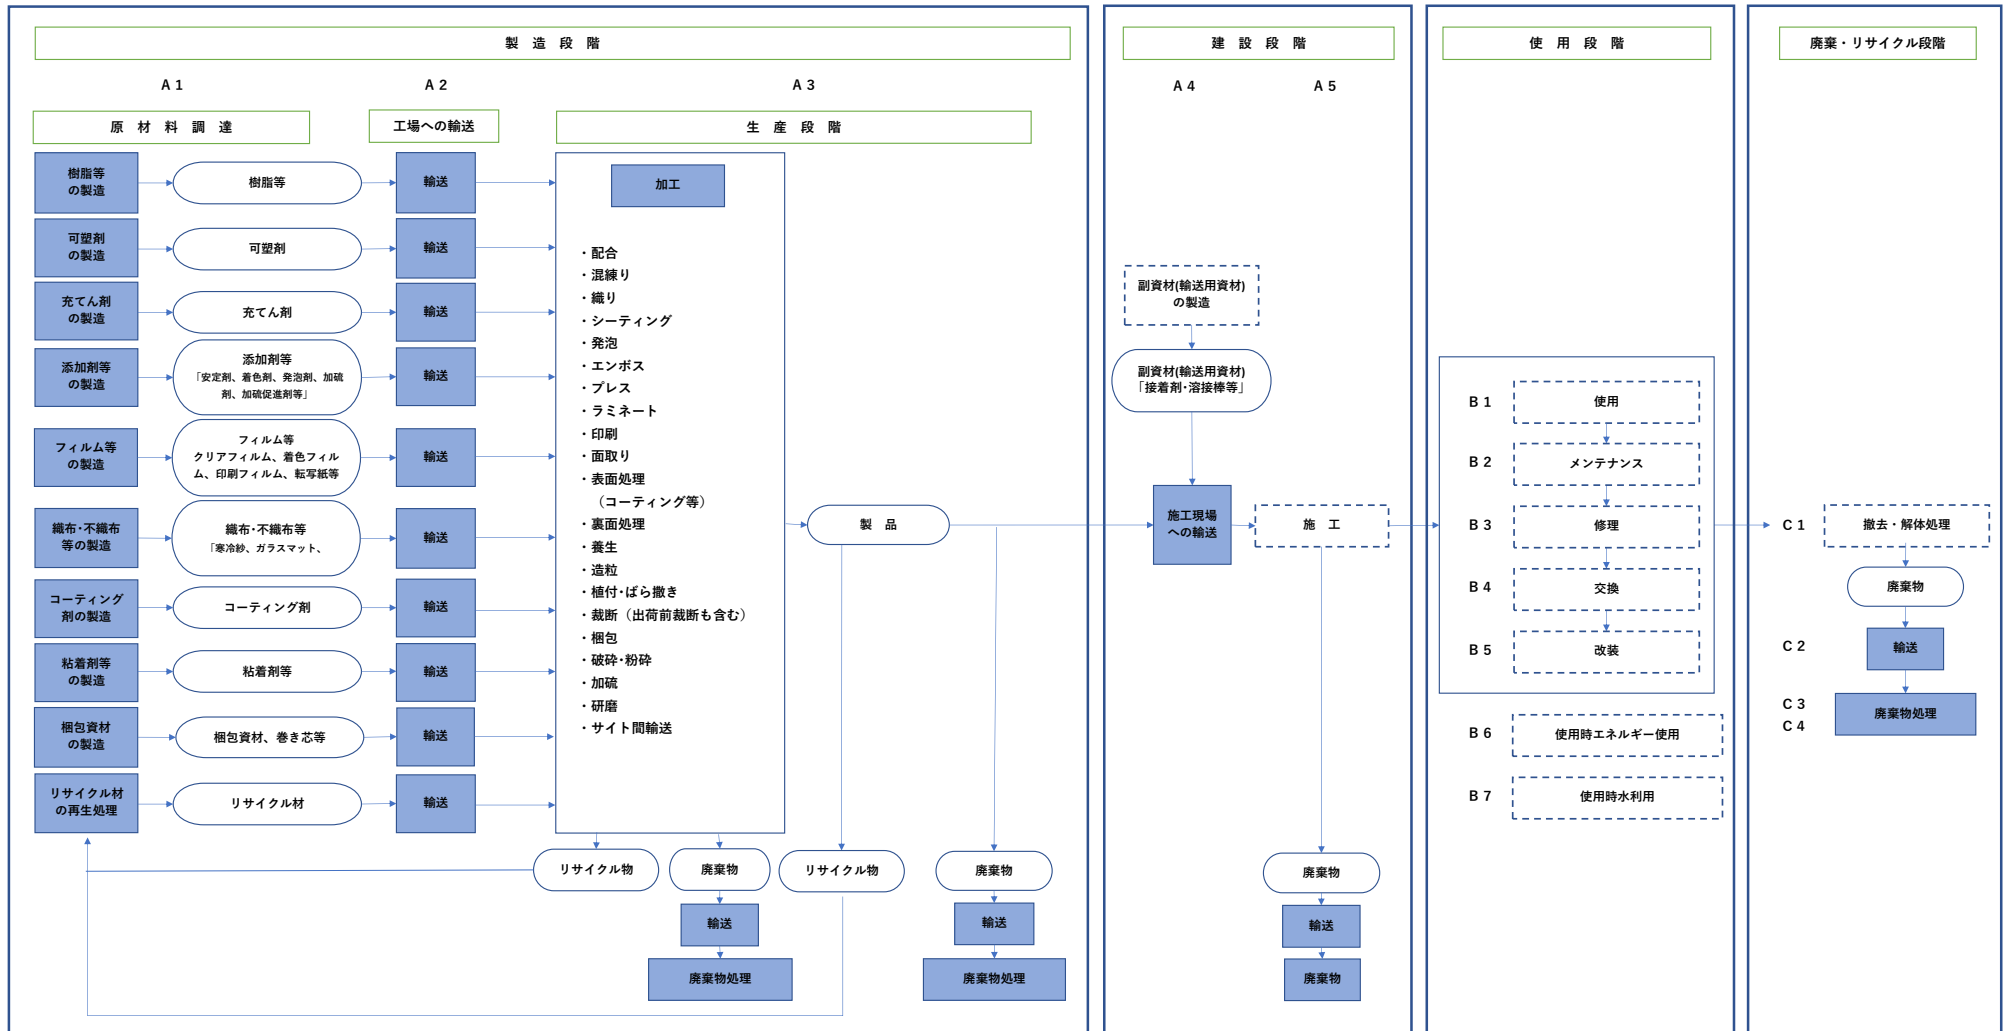 製 造 段 階
A 1
A 2
A 3
原 材 料 調 達
工場への輸送
生 産 段 階
樹脂等
の製造
樹脂等
輸送
可塑剤
の製造
可塑剤
輸送
充てん剤
の製造
充てん剤
輸送
添加剤等
の製造
添加剤等
「安定剤、着色剤、発泡剤、加硫
剤、加硫促進剤等」
輸送
フィルム等
の製造
フィルム等
クリアフィルム、着色フィル
ム、印刷フィルム、転写紙等
輸送
織布･不織布
等の製造
織布･不織布等
「寒冷紗、ガラスマット、
輸送
コーティング
剤の製造
コーティング剤
輸送
粘着剤等
の製造
粘着剤等
輸送
梱包資材
の製造
梱包資材、巻き芯等
輸送
リサイクル材
の再生処理
リサイクル材
輸送
加工
・配合
・混練り
・織り
・シーティング
・発泡
・エンボス
・プレス
・ラミネート
・印刷
・面取り
・表面処理
（コーティング等）
・裏面処理
・養生
・造粒
・植付･ばら撒き
・裁断（出荷前裁断も含む）
・梱包
・破砕･粉砕
・加硫
・研磨
・サイト間輸送
製 品
リサイクル物
廃棄物
輸送
廃棄物処理
リサイクル物
廃棄物
輸送
廃棄物処理
建 設 段 階
A 4
A 5
副資材(輸送用資材)
の製造
副資材(輸送用資材)
「接着剤･溶接棒等」
施工現場
への輸送
施 工
廃棄物
輸送
廃棄物
使 用 段 階
B 1
使用
B 2
メンテナンス
B 3
修理
B 4
交換
B 5
改装
B 6
使用時エネルギー使用
B 7
使用時水利用
廃棄・リサイクル段階
C 1
撤去・解体処理
廃棄物
C 2
輸送
C 3
C 4
廃棄物処理